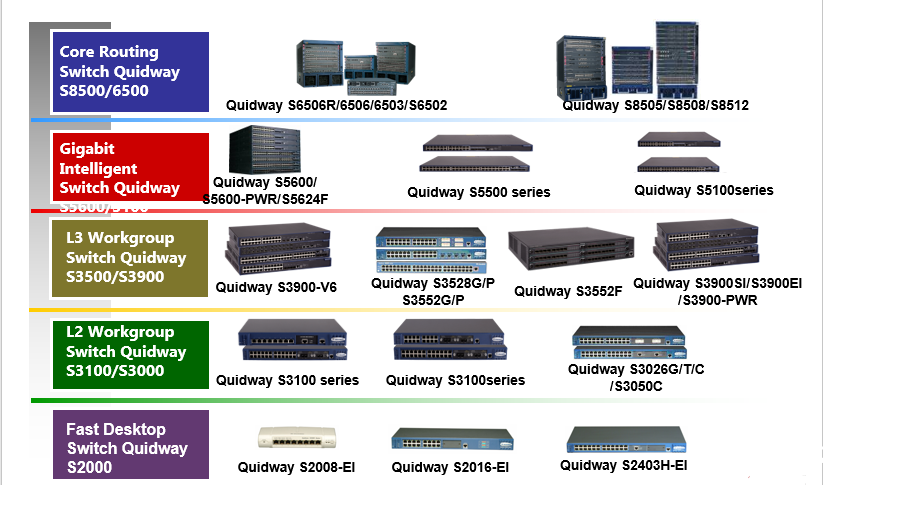 Core Routing
Switch Quidway
S8500/6500
Quidway S6506R/6506/6503/S6502
Quidway S8505/S8508/S8512
Gigabit
Intelligent
Switch Quidway
S5600/5100
Quidway S5600/
S5600-PWR/S5624F
Quidway S5500 series
Quidway S5100series
L3 Workgroup
Switch Quidway
S3500/S3900
Quidway S3900-V6
Quidway S3528G/P
S3552G/P
Quidway S3552F
Quidway S3900SI/S3900EI
/S3900-PWR
L2 Workgroup
Switch Quidway
S3100/S3000
Quidway S3100 series
Quidway S3100series
Quidway S3026G/T/C
/S3050C
Fast Desktop
Switch Quidway
S2000
Quidway S2008-EI
Quidway S2016-EI
Quidway S2403H-EI